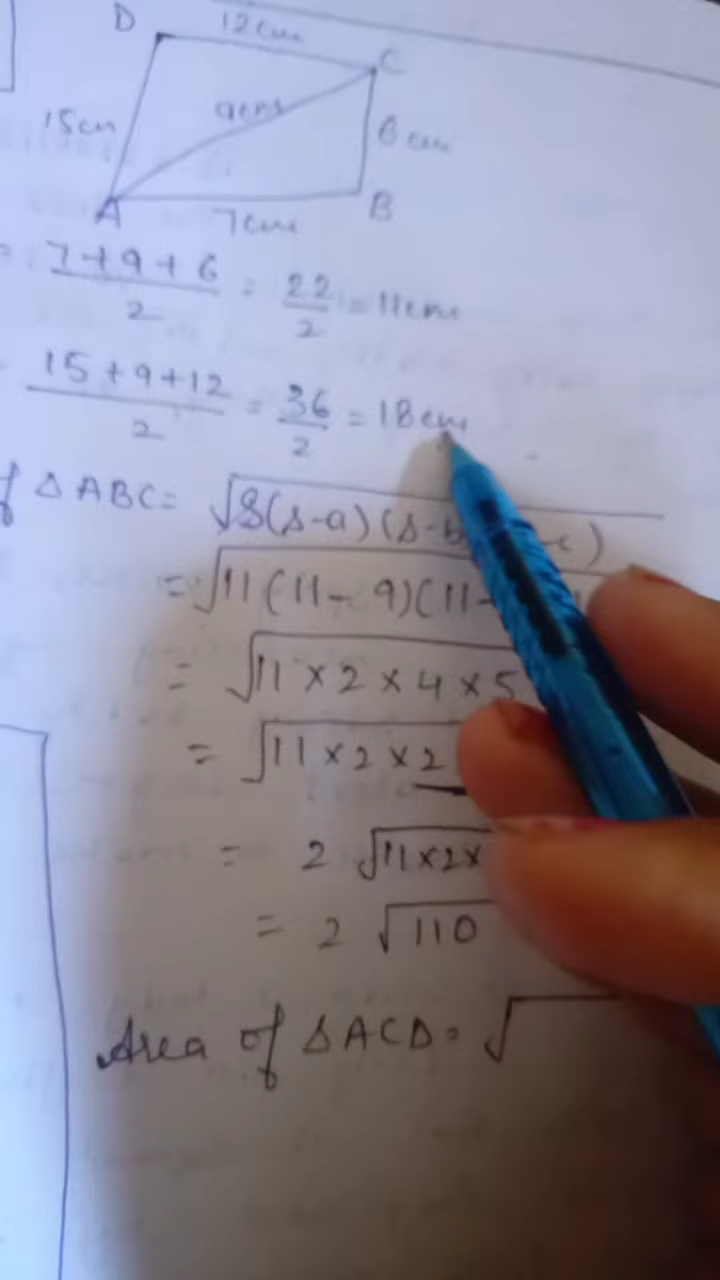 D 12cm C
15cm 9cm 6cm
A 7cm B
= 7+9+6/2 = 22/2 = 11cm
= 15+9+12/2 = 36/2 = 18cm
of ΔABC = √S(s-a)(s-b
= √11(11-9)(11-
= √11×2×4×5
= √11×2×2
= 2 √11×2×
= 2 √110
Area of ΔACD = √